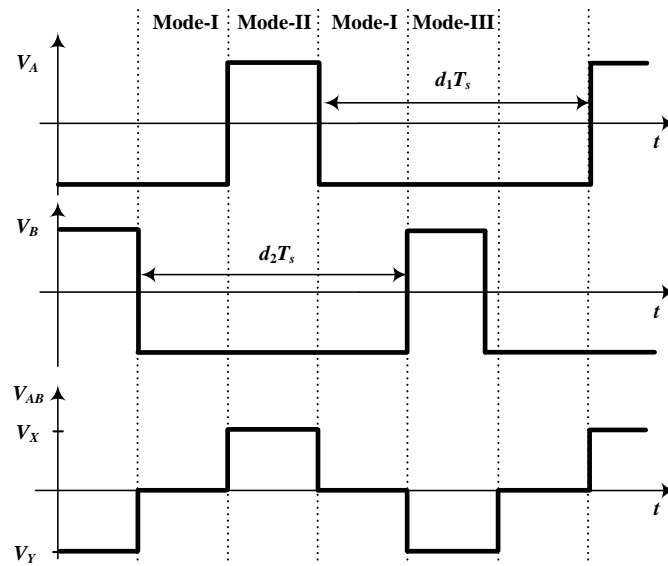 Mode-I Mode-II Mode-I Mode-III
V_A
d_1T_s
t
V_B
d_2T_s
t
V_AB
V_X
t
V_Y